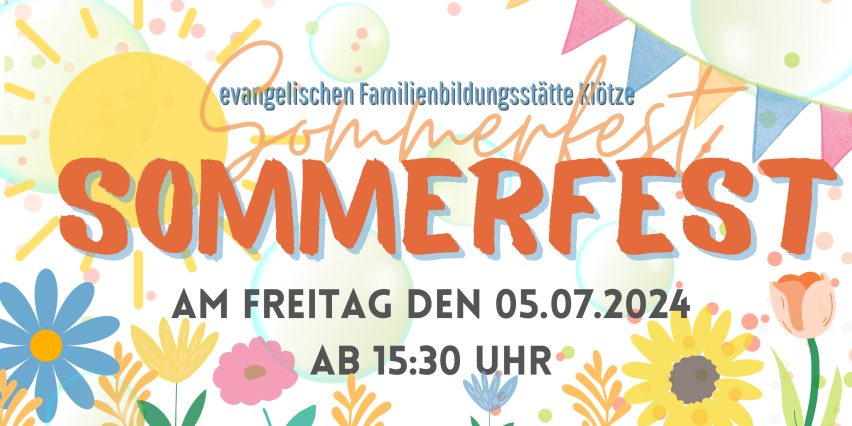 evangelischen Familienbildungsstätte Klötze
Sommerfest
SOMMERFEST
AM FREITAG DEN 05.07.2024
AB 15:30 UHR